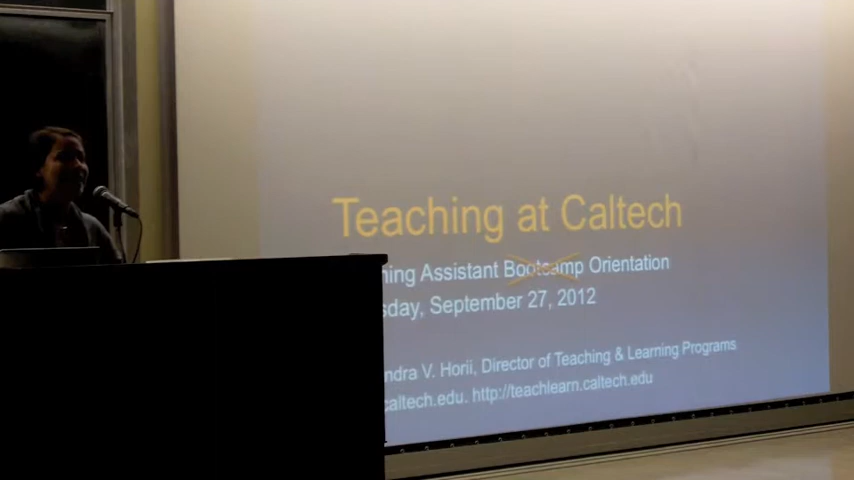 Teaching at Caltech
ning Assistant Bootcamp Orientation
sday, September 27, 2012
ndra V. Horii, Director of Teaching & Learning Programs
caltech.edu. http://teachlearn.caltech.edu